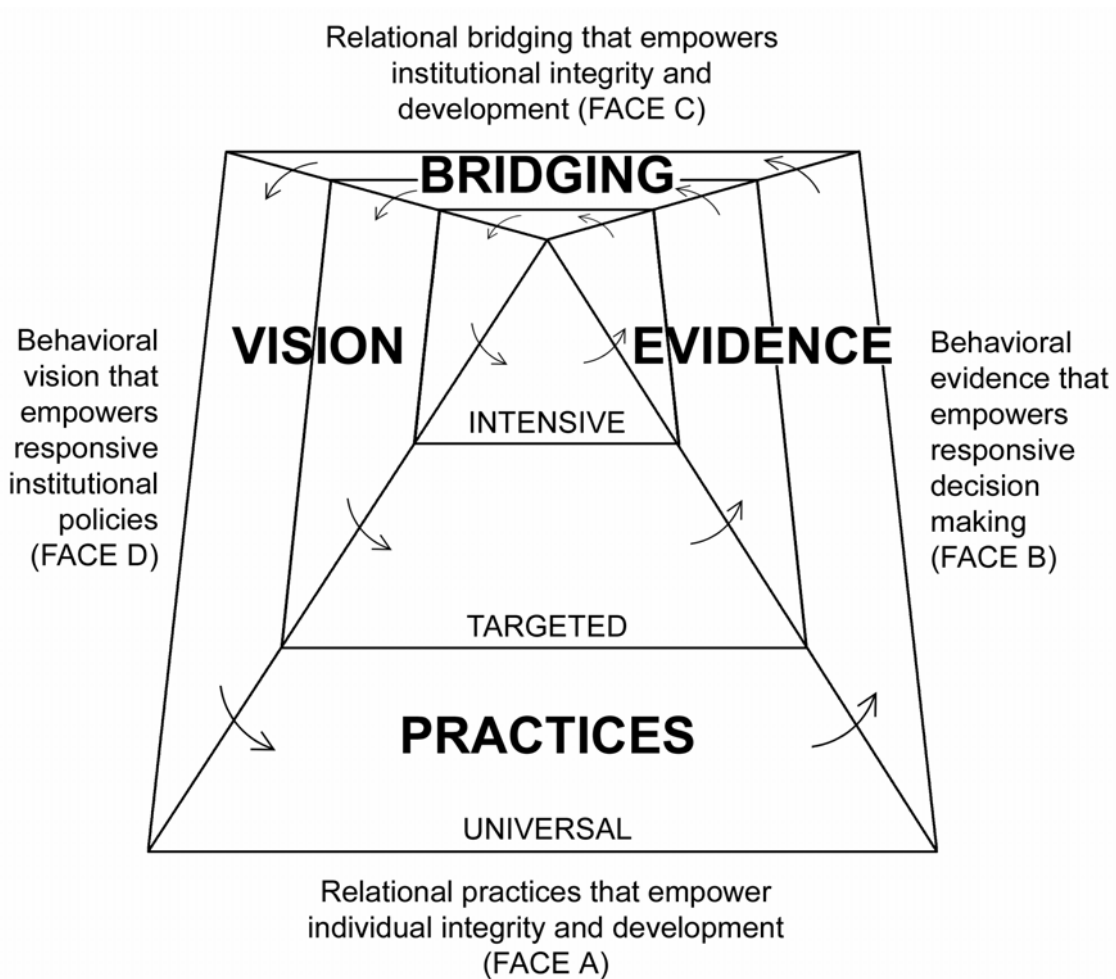 Relational bridging that empowers
institutional integrity and
development (FACE C)
BRIDGING
VISION
EVIDENCE
Behavioral
vision that
empowers
responsive
institutional
policies
(FACE D)
Behavioral
evidence that
empowers
responsive
decision
making
(FACE B)
INTENSIVE
TARGETED
PRACTICES
UNIVERSAL
Relational practices that empower
individual integrity and development
(FACE A)